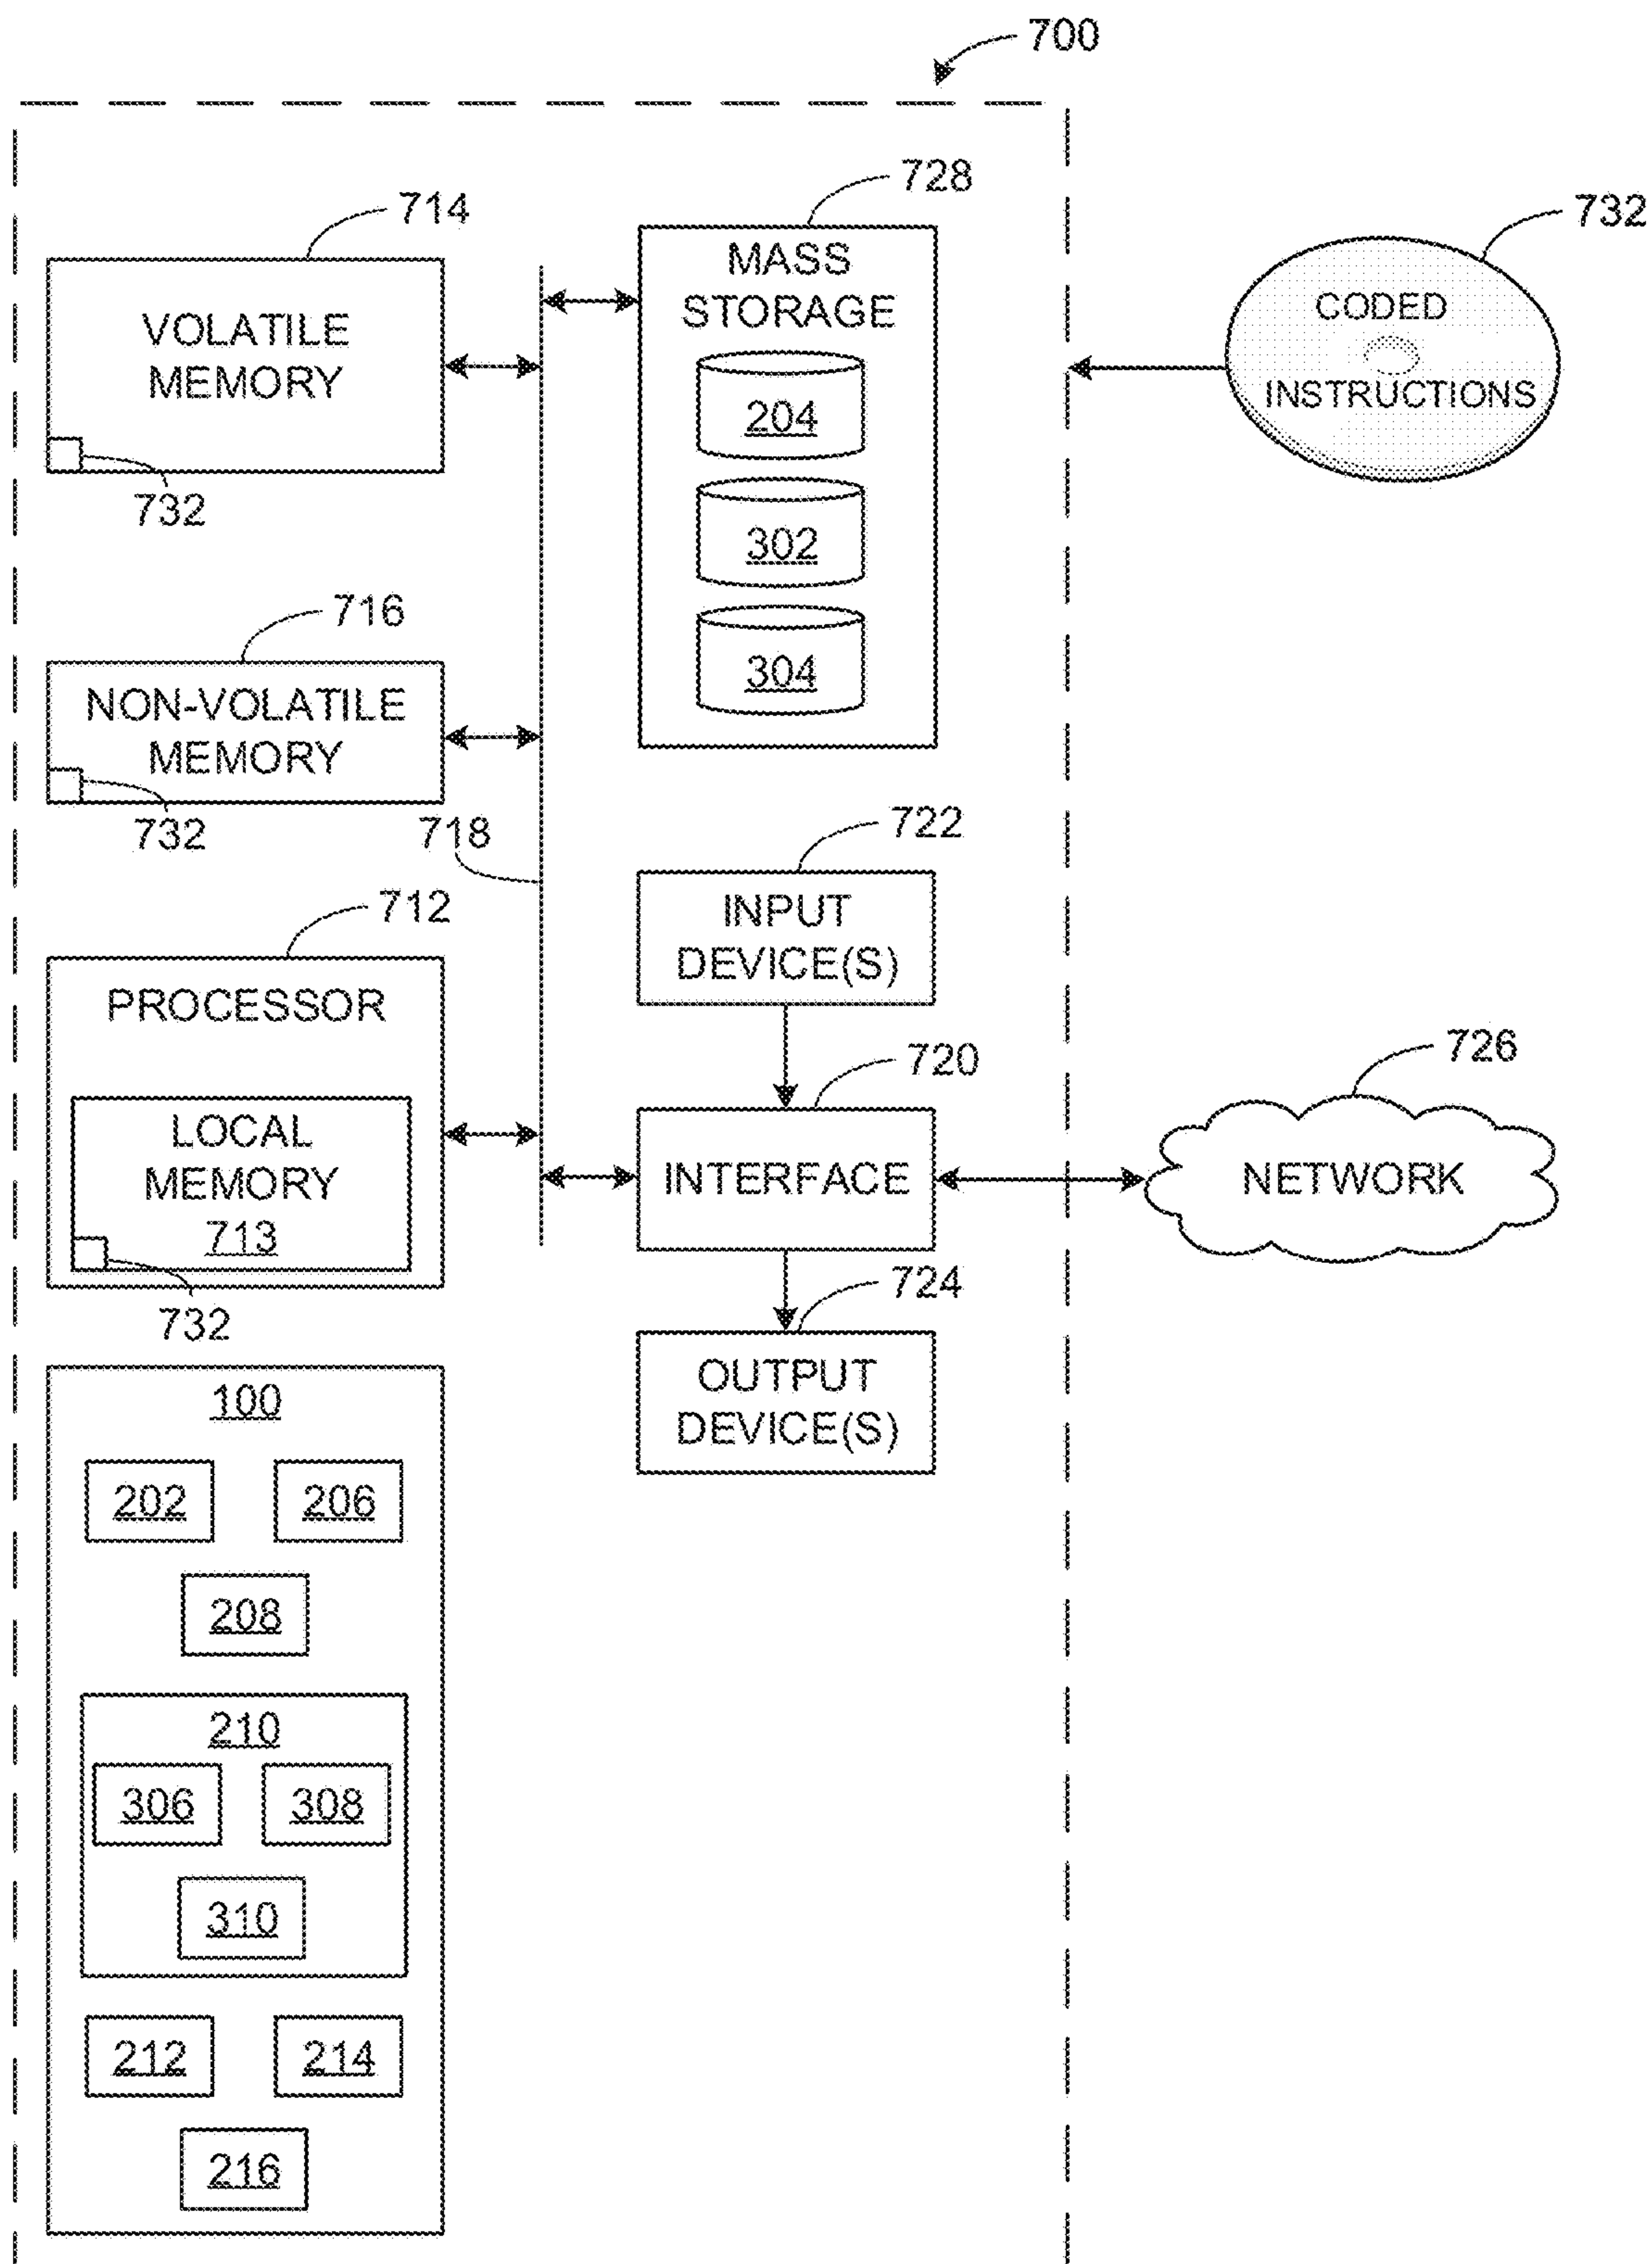 700
714
VOLATILE
MEMORY
732
728
MASS
STORAGE
204
302
304
732
CODED
INSTRUCTIONS
716
NON-VOLATILE
MEMORY
732
718
722
INPUT
DEVICE(S)
712
PROCESSOR
LOCAL
MEMORY
713
732
720
INTERFACE
726
NETWORK
724
OUTPUT
DEVICE(S)
100
202
206
208
210
306
308
310
212
214
216